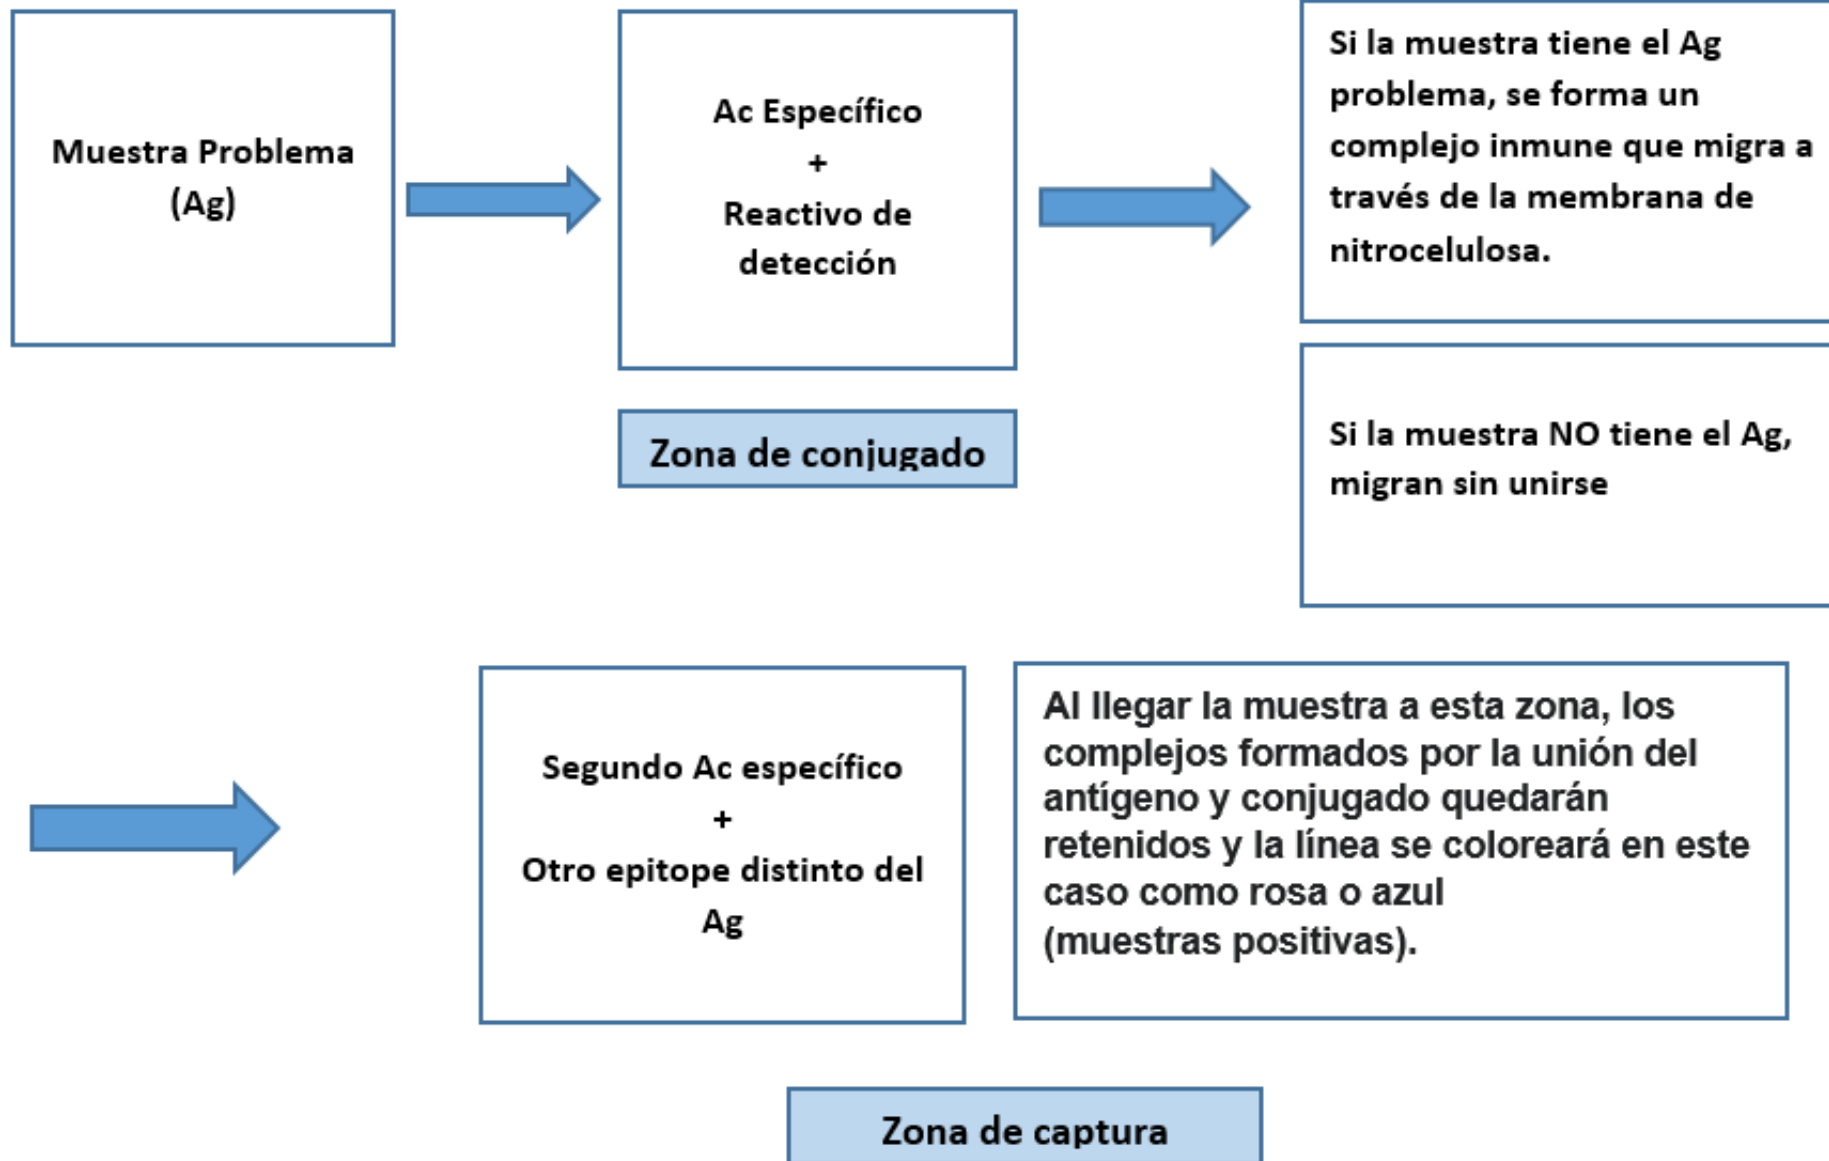 Muestra Problema
(Ag)
Ac Específico
+
Reactivo de
detección
Zona de conjugado
Si la muestra tiene el Ag
problema, se forma un
complejo inmune que migra a
través de la membrana de
nitrocelulosa.
Si la muestra NO tiene el Ag,
migran sin unirse
Segundo Ac específico
+
Otro epitope distinto del
Ag
Al llegar la muestra a esta zona, los
complejos formados por la unión del
antígeno y conjugado quedarán
retenidos y la línea se coloreará en este
caso como rosa o azul
(muestras positivas).
Zona de captura